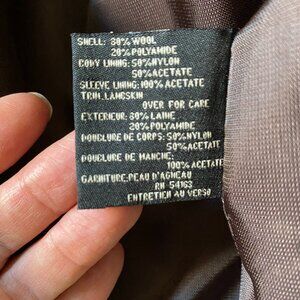 SHELL: 80% WOOL
20% POLYAMIDE
BODY LINING: 50% NYLON
50% ACETATE
SLEEVE LINING: 100% ACETATE
TRIM: LAMBSKIN
OVER FOR CARE
EXTERIEUR: 80% LAINE
20% POLYAMIDE
DOUBLURE DE CORPS: 50% NYLON
50% ACETATE
DOUBLURE DE MANCHE:
100% ACETATE
GARNITURE: PEAU D'AGNEAU
RN 54163
ENTRETIEN AU VERSO